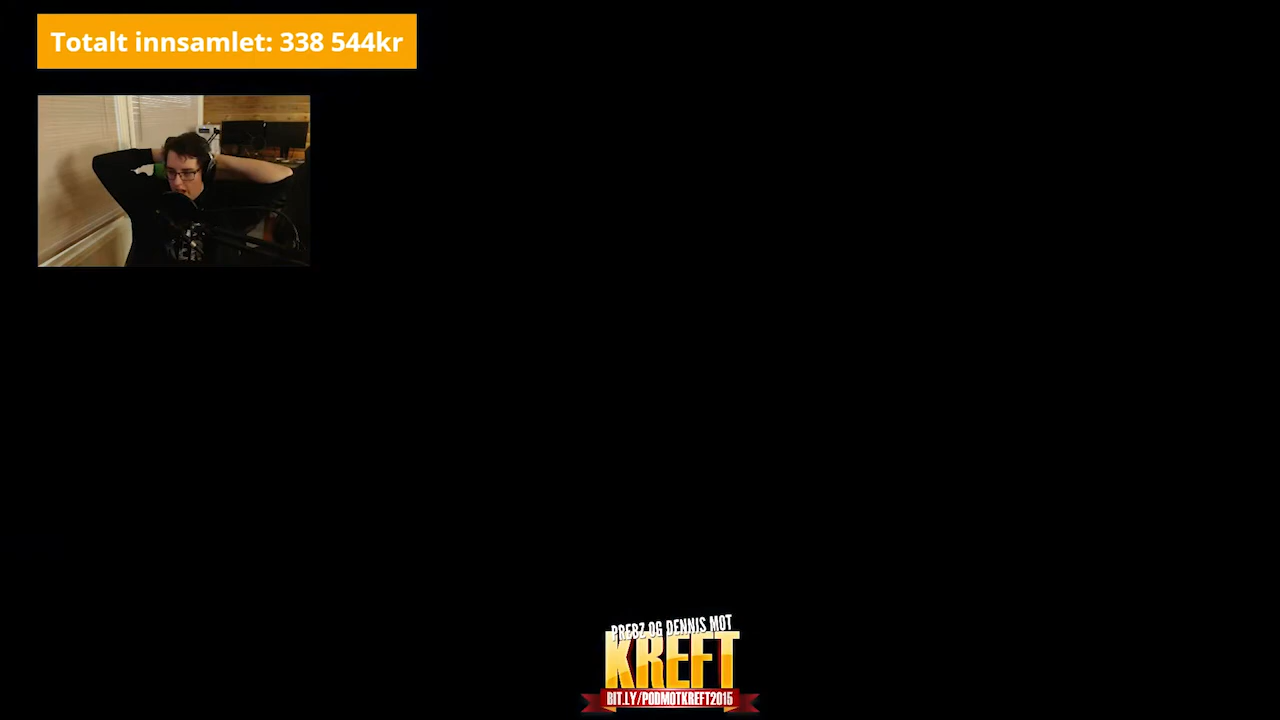 Totalt innsamlet: 338 544kr
PREBZ OG DENNIS MOT
KREFT
BIT.LY/PODMOTKREFT2015